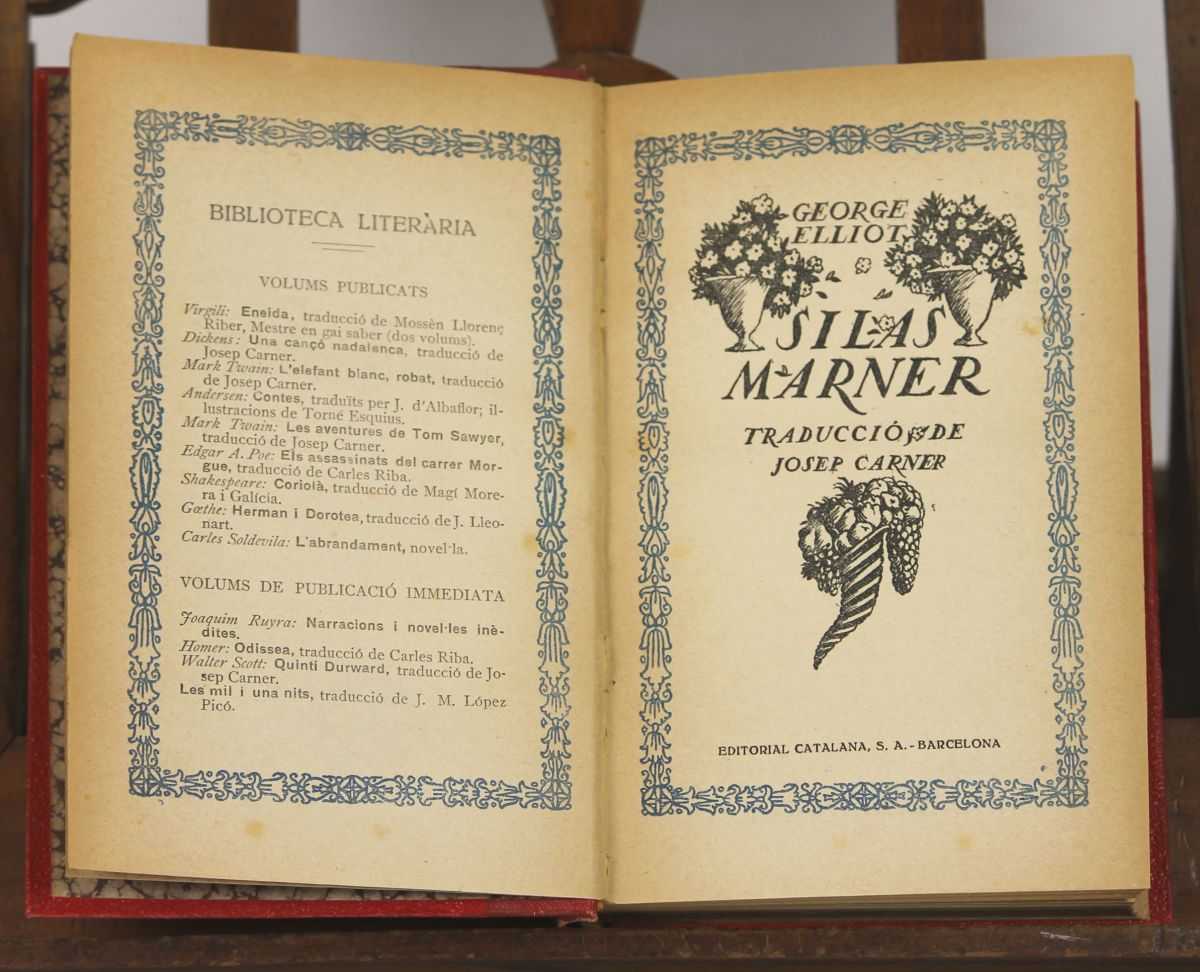 BIBLIOTECA LITERÀRIA
VOLUMS PUBLICATS
Virgili: Eneida, traducció de Mossèn Llorenç
Riber, Mestre en gai saber (dos volums).
Dickens: Una cançó nadalenca, traducció de
Josep Carner.
Mark Twain: L'elefant blanc, robat, traducció
de Josep Carner.
Andersen: Contes, traduïts per J. d'Albaflor; il-
lustracions de Torné Esquius.
Mark Twain: Les aventures de Tom Sawyer,
traducció de Josep Carner.
Edgar A. Poe: Els assassinats del carrer Mor-
gue, traducció de Carles Riba.
Shakespeare: Coriolà, traducció de Magí More-
ra i Galícia.
Gœthe: Herman i Dorotea, traducció de J. Lleo-
nart.
Carles Soldevila: L'abrandament, novel·la.
VOLUMS DE PUBLICACIÓ IMMEDIATA
Joaquim Ruyra: Narracions i novel·les inè-
dites.
Homer: Odissea, traducció de Carles Riba.
Walter Scott: Quinti Durward, traducció de Jo-
sep Carner.
Les mil i una nits, traducció de J. M. López
Picó.
GEORGE
ELLIOT
SILAS
MARNER
TRADUCCIÓ DE
JOSEP CARNER
EDITORIAL CATALANA, S. A. - BARCELONA